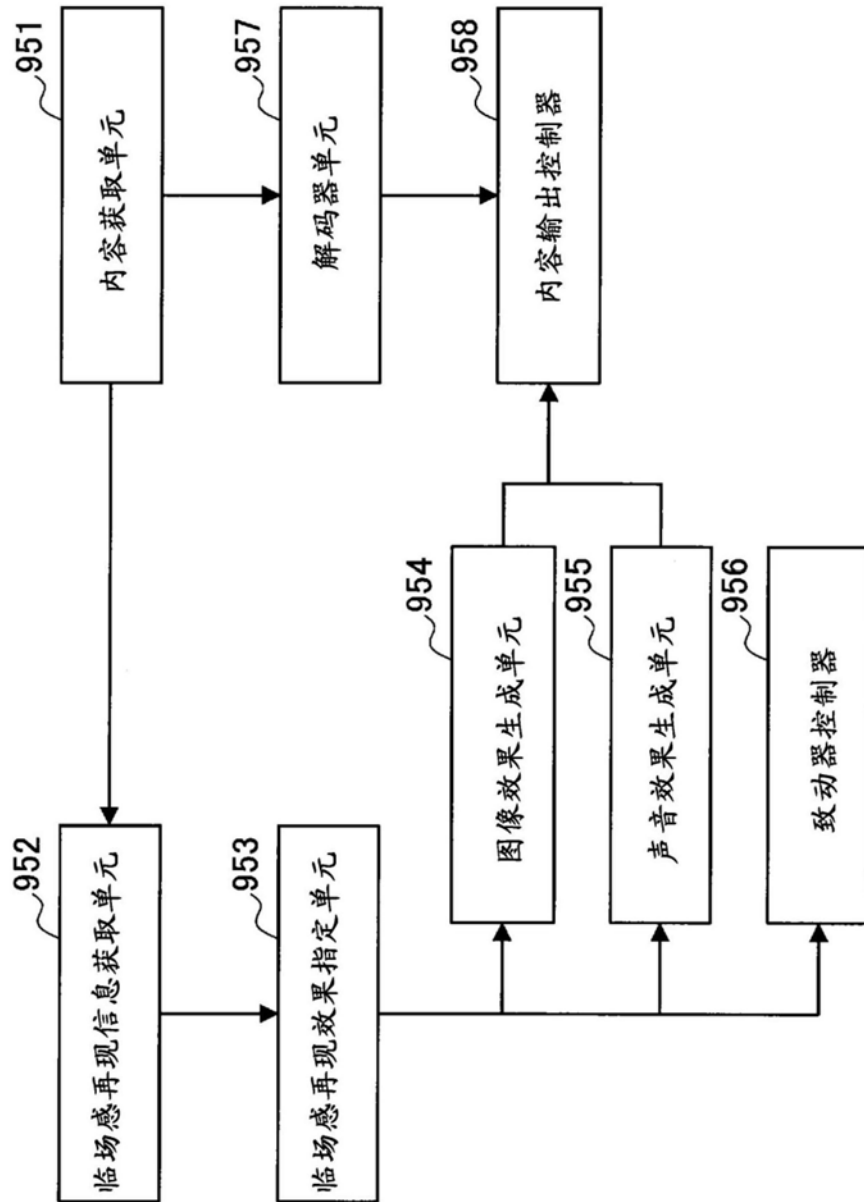 951
内容获取单元
957
解码器单元
958
内容输出控制器
954
图像效果生成单元
955
声音效果生成单元
956
致动器控制器
952
临场感再现信息获取单元
953
临场感再现效果指定单元